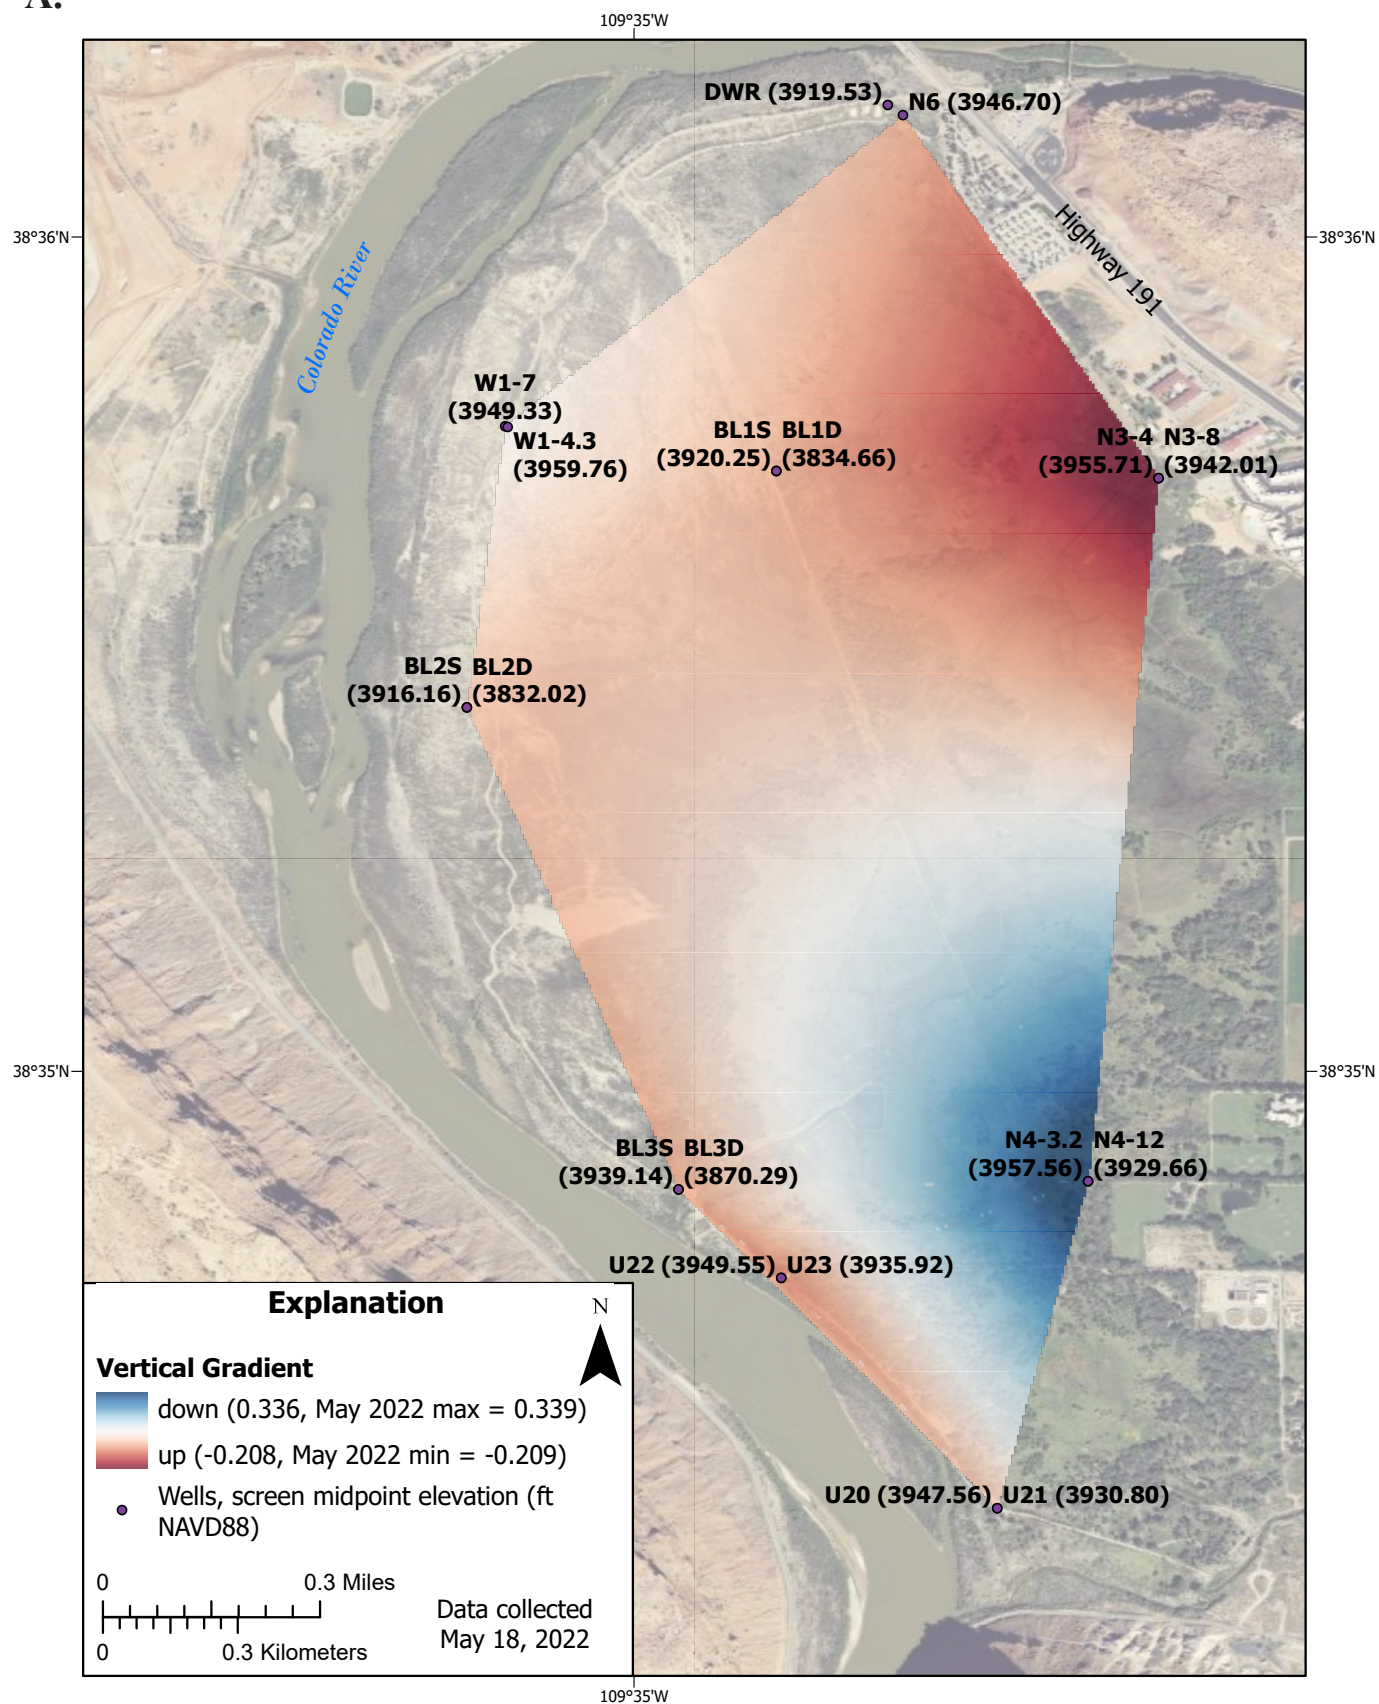 A.
109°35'W
DWR (3919.53)
N6 (3946.70)
38°36'N
38°36'N
Highway 191
Colorado River
W1-7
(3949.33)
W1-4.3
(3959.76)
BL1S BL1D
(3920.25) (3834.66)
N3-4 N3-8
(3955.71) (3942.01)
BL2S BL2D
(3916.16) (3832.02)
38°35'N
38°35'N
N4-3.2 N4-12
(3957.56) (3929.66)
BL3S BL3D
(3939.14) (3870.29)
U22 (3949.55) U23 (3935.92)
U20 (3947.56) U21 (3930.80)
Explanation
N
Vertical Gradient
down (0.336, May 2022 max = 0.339)
up (-0.208, May 2022 min = -0.209)
Wells, screen midpoint elevation (ft
NAVD88)
0 0.3 Miles
0 0.3 Kilometers
Data collected
May 18, 2022
109°35'W